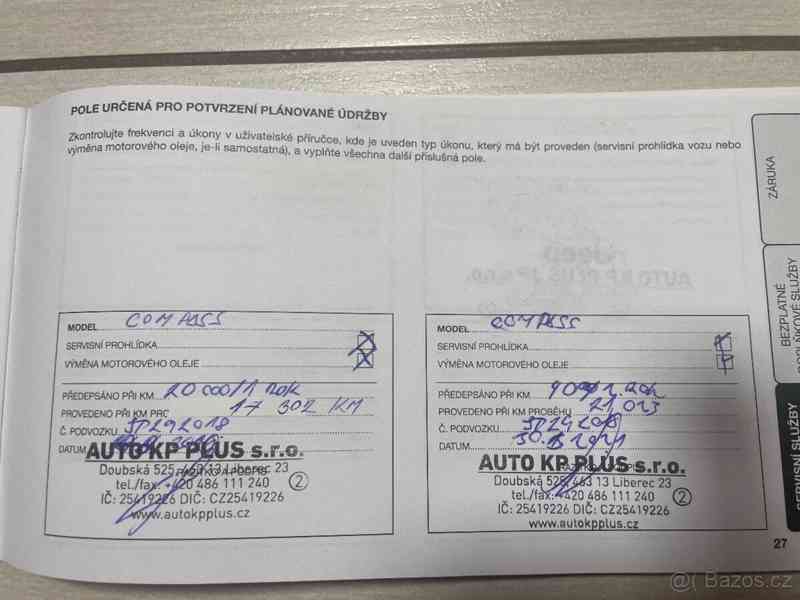 POLE URČENÁ PRO POTVRZENÍ PLÁNOVANÉ ÚDRŽBY
Zkontrolujte frekvenci a úkony v uživatelské příručce, kde je uveden typ úkonu, který má být proveden (servisní prohlídka vozu nebo
výměna motorového oleje, je-li samostatná), a vyplňte všechna další příslušná pole.
MODEL COMPASS
SERVISNÍ PROHLÍDKA
VÝMĚNA MOTOROVÉHO OLEJE
PŘEDEPSÁNO PŘI KM 20 000/1 ROK
PROVEDENO PŘI KM 17 302 KM
Č. PODVOZKU JP292018
DATUM
AUTO KP PLUS s.r.o.
Doubská 525, 463 13 Liberec 23
tel./fax: +420 486 111 240 2
IČ: 25419226 DIČ: CZ25419226
www.autokpplus.cz
MODEL COMPASS
SERVISNÍ PROHLÍDKA
VÝMĚNA MOTOROVÉHO OLEJE
PŘEDEPSÁNO PŘI KM
PROVEDENO PŘI KM PROBĚHU 21,023
Č. PODVOZKU
DATUM
AUTO KP PLUS s.r.o.
Doubská 525, 463 13 Liberec 23
tel./fax: +420 486 111 240 2
IČ: 25419226 DIČ: CZ25419226
www.autokpplus.cz
ZÁRUKA
BEZPLATNÉ
DOPLŇKOVÉ SLUŽBY
SERVISNÍ SLUŽBY
27
Bazos.cz